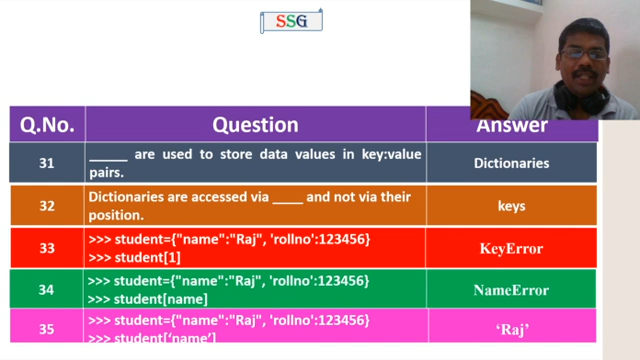 SSG
Q.No. Question Answer
31 _____ are used to store data values in key:value pairs. Dictionaries
32 Dictionaries are accessed via ____ and not via their position. keys
33 >>> student={"name":"Raj", 'rollno':123456}
>>> student[1] KeyError
34 >>> student={"name":"Raj", 'rollno':123456}
>>> student[name] NameError
35 >>> student={"name":"Raj", 'rollno':123456}
>>> student[‘name’] ‘Raj’